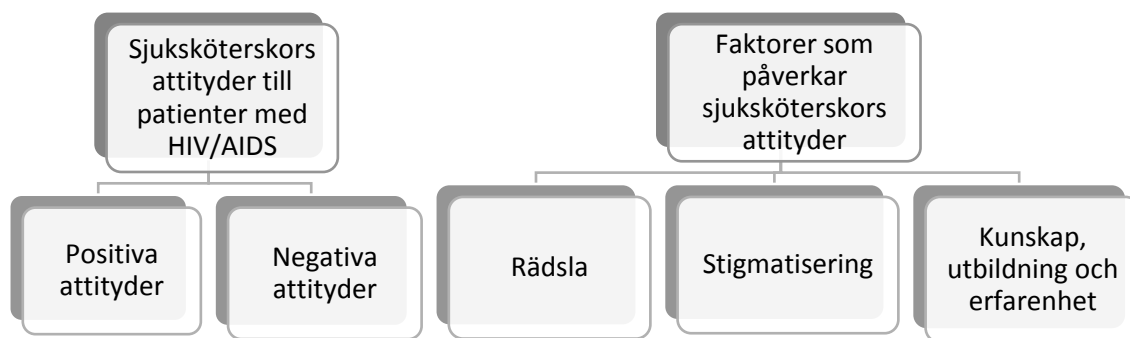 Sjuksköterskors
attityder till
patienter med
HIV/AIDS
Faktorer som
påverkar
sjuksköterskors
attityder
Positiva
attityder
Negativa
attityder
Rädsla
Stigmatisering
Kunskap,
utbildning och
erfarenhet